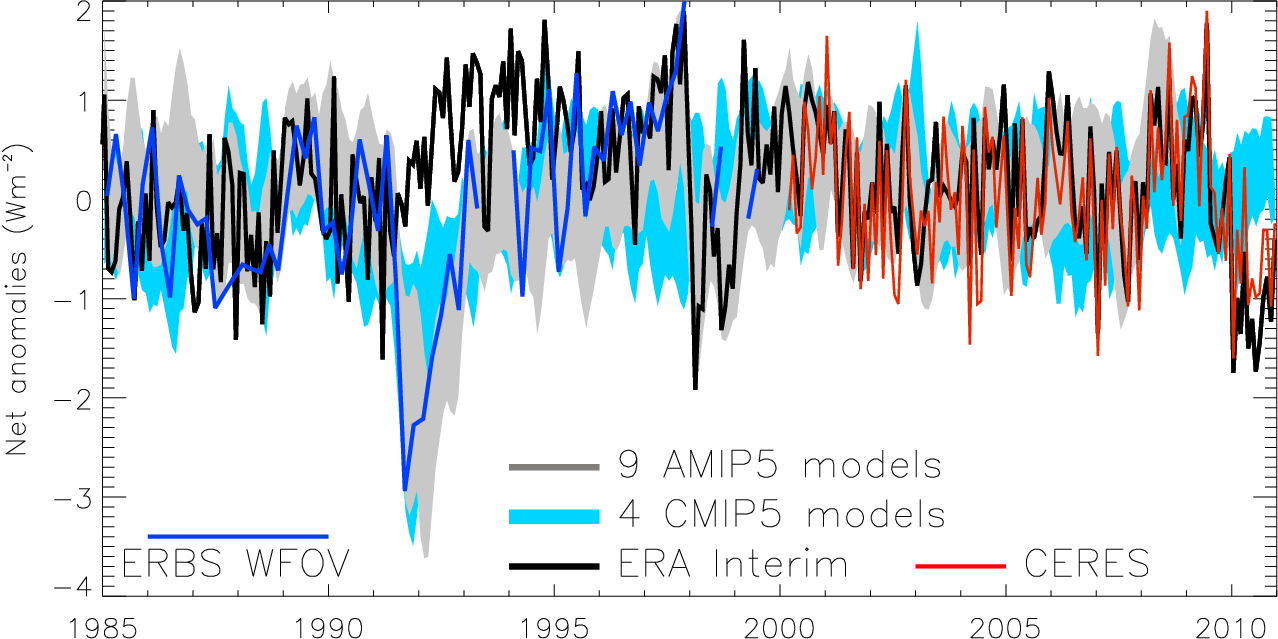 Net anomalies (Wm⁻²)
2
1
0
−1
−2
−3
−4
9 AMIP5 models
4 CMIP5 models
ERBS WFOV
ERA Interim
CERES
1985
1990
1995
2000
2005
2010